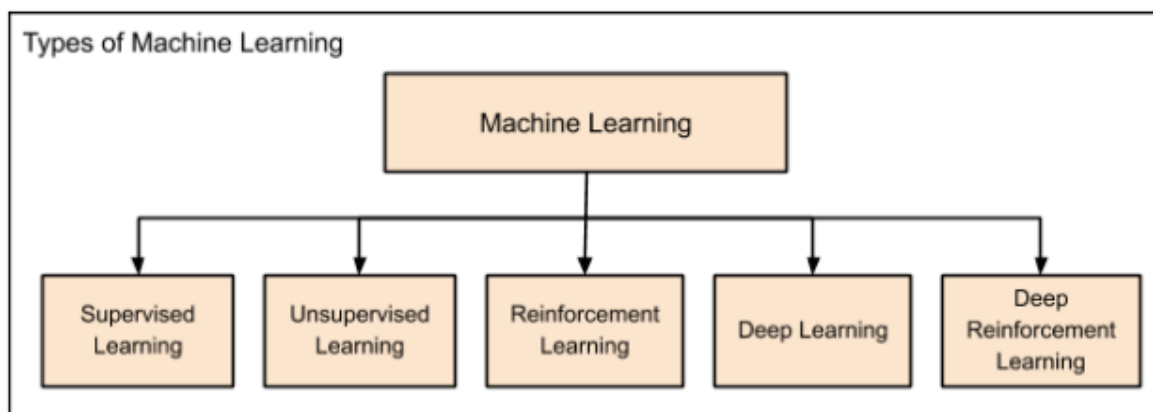 Types of Machine Learning
Machine Learning
Supervised
Learning
Unsupervised
Learning
Reinforcement
Learning
Deep Learning
Deep
Reinforcement
Learning